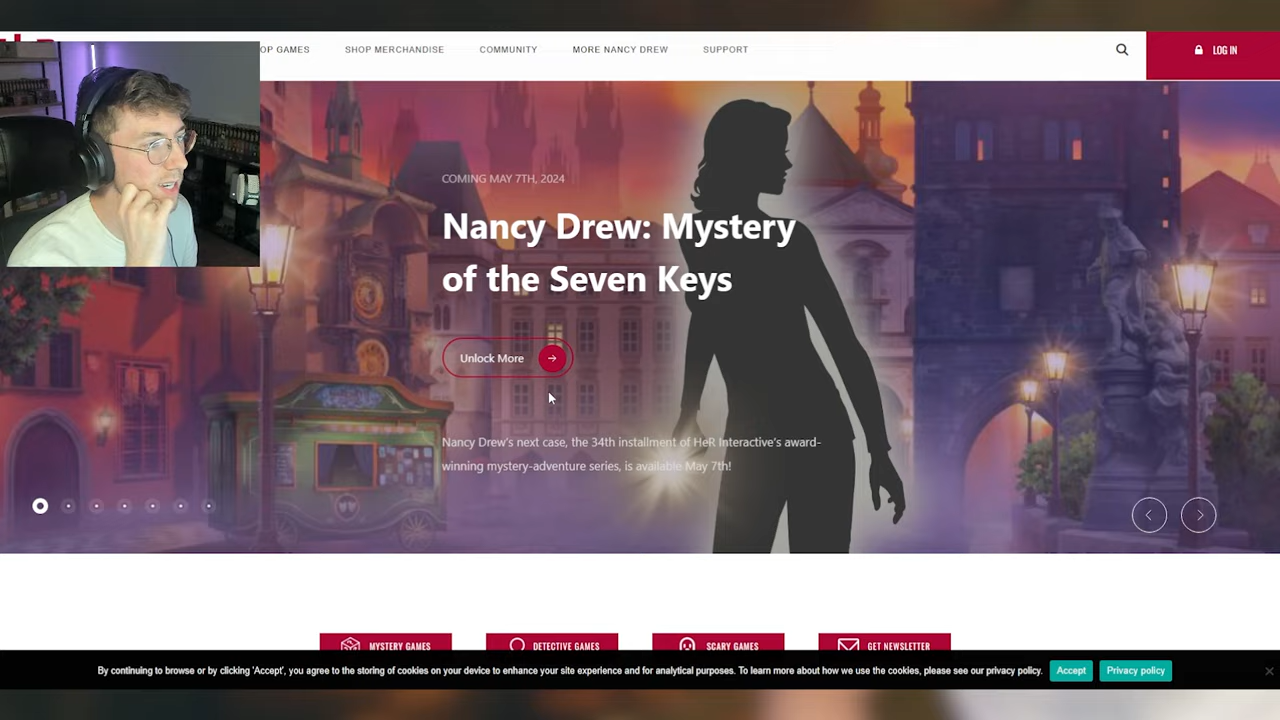 OP GAMES
SHOP MERCHANDISE
COMMUNITY
MORE NANCY DREW
SUPPORT
LOG IN
COMING MAY 7TH, 2024
Nancy Drew: Mystery
of the Seven Keys
Unlock More
Nancy Drew's next case, the 34th installment of HeR Interactive's award-
winning mystery-adventure series, is available May 7th!
MYSTERY GAMES
DETECTIVE GAMES
SCARY GAMES
GET NEWSLETTER
By continuing to browse or by clicking 'Accept', you agree to the storing of cookies on your device to enhance your site experience and for analytical purposes. To learn more about how we use the cookies, please see our privacy policy.
Accept
Privacy policy